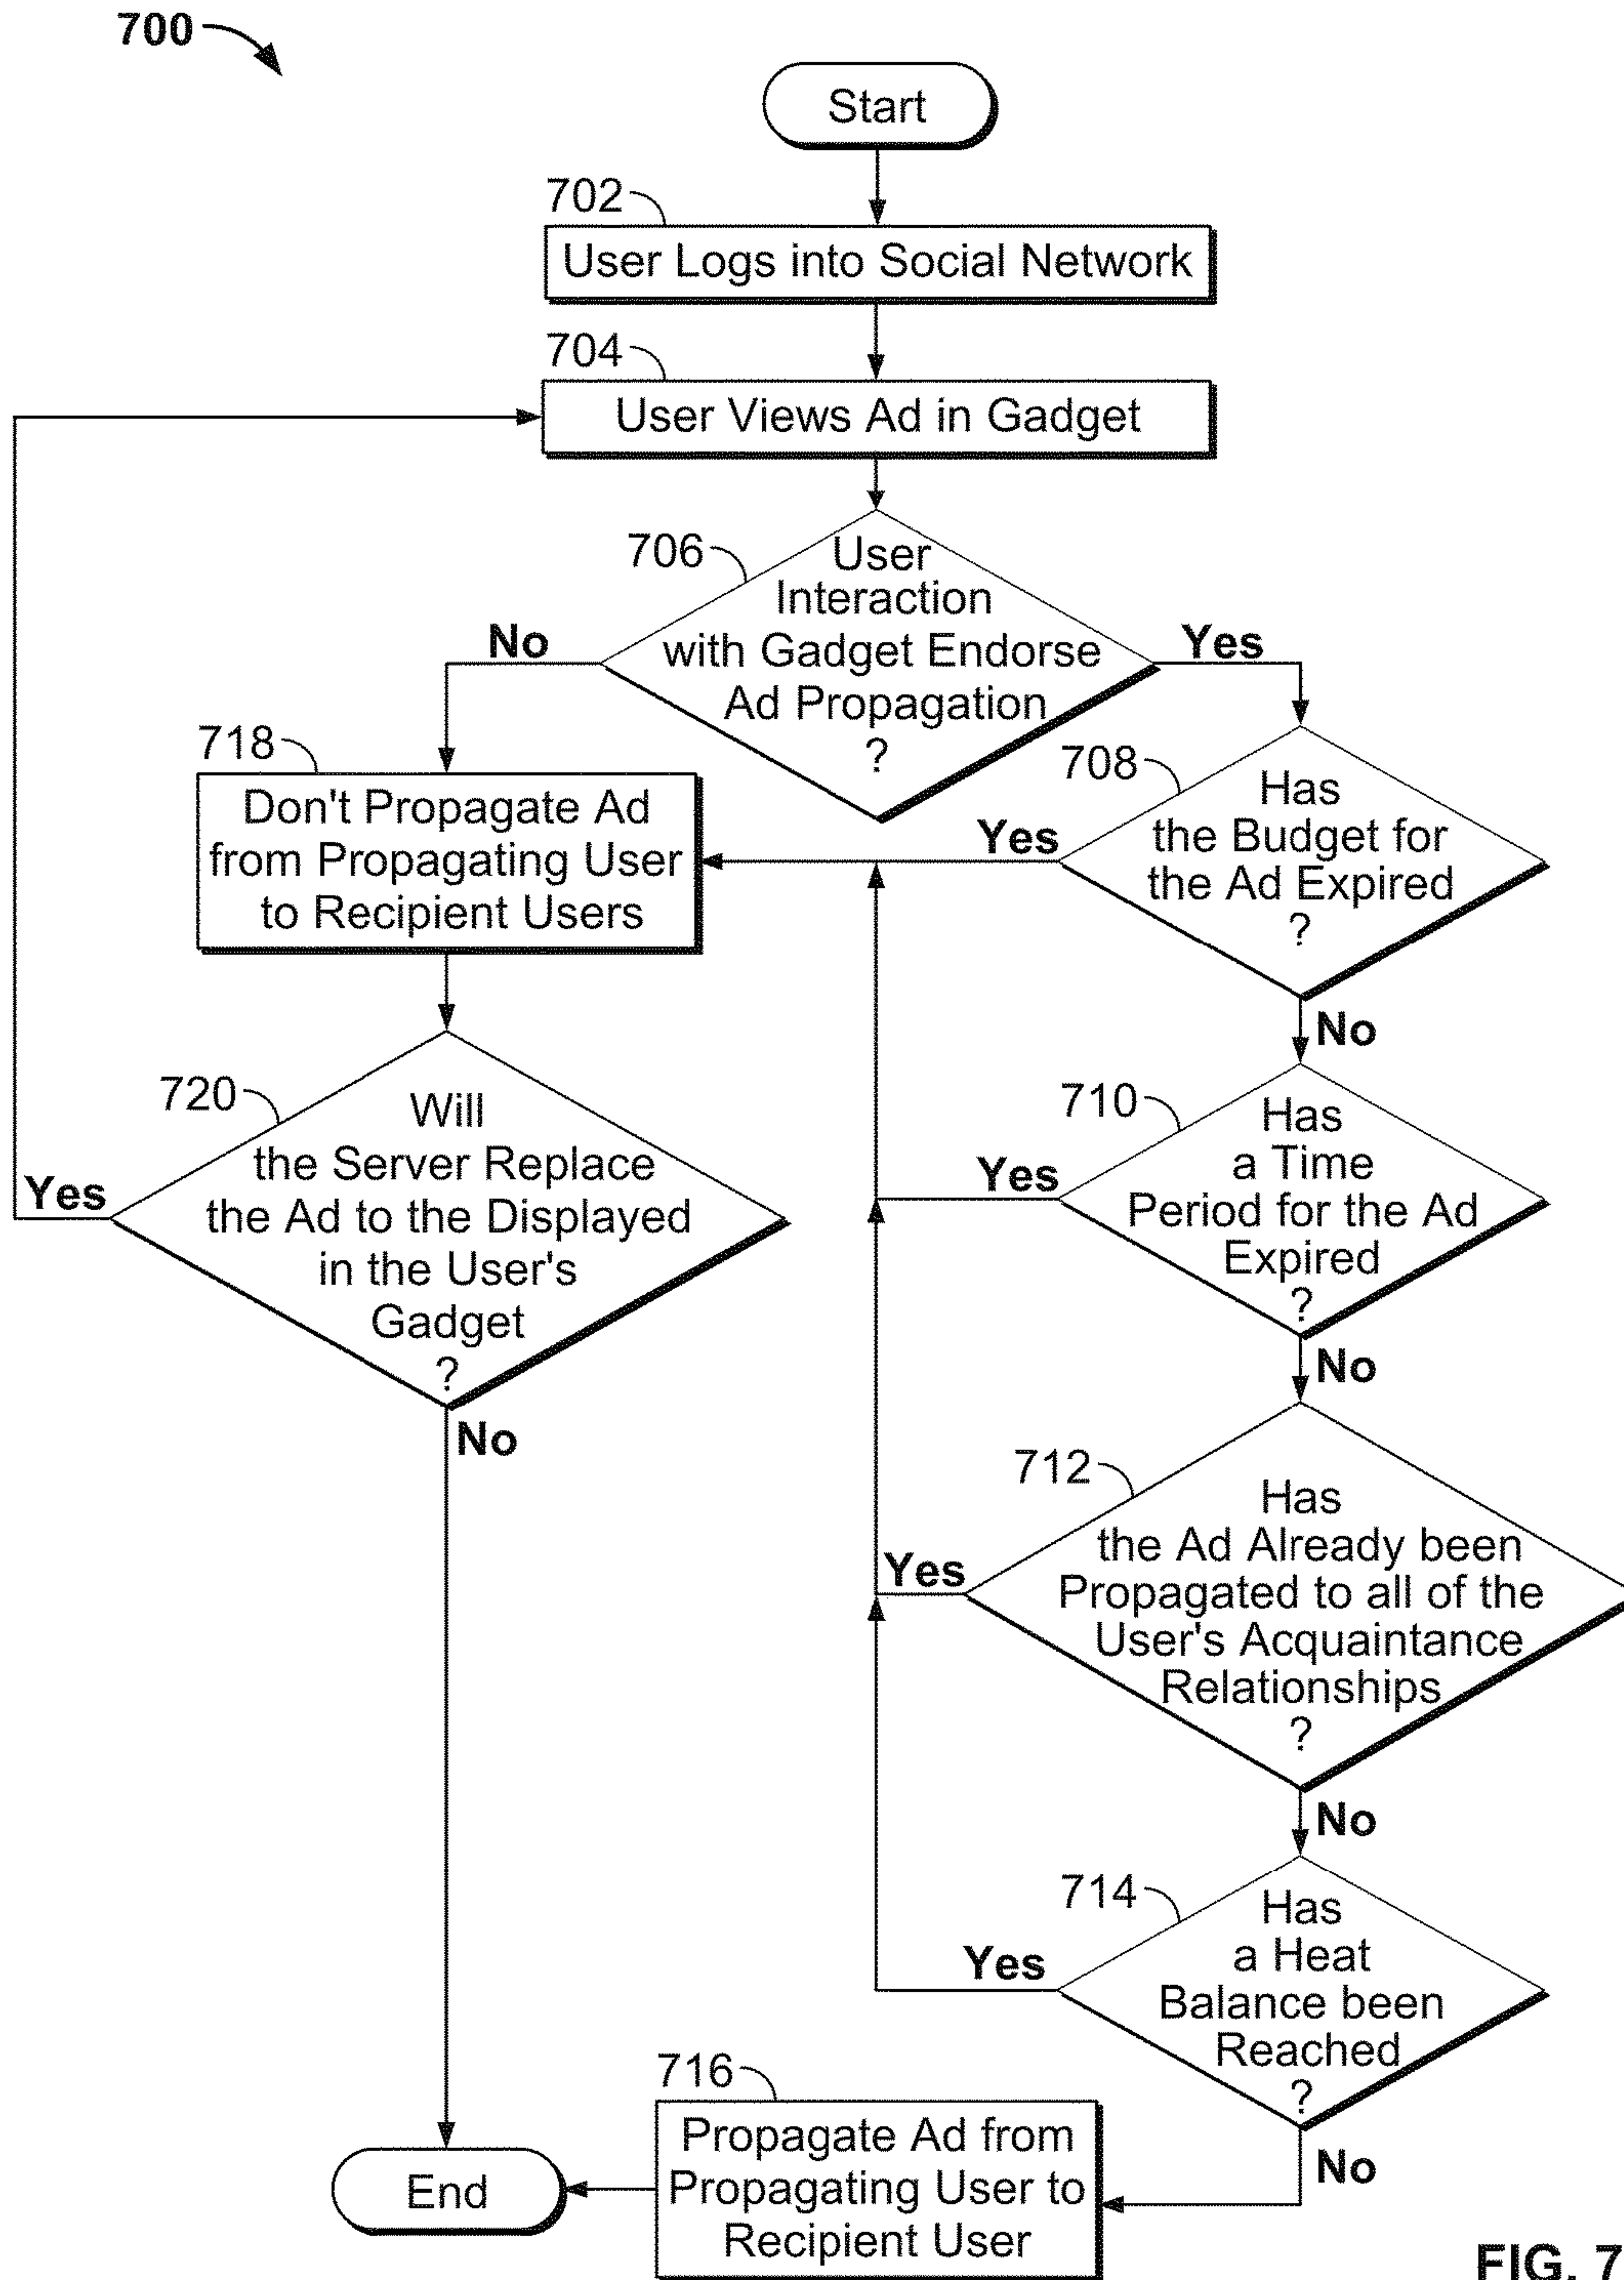 700
Start
702
User Logs into Social Network
704
User Views Ad in Gadget
706
User
Interaction
with Gadget Endorse
Ad Propagation
?
No
Yes
718
Don't Propagate Ad
from Propagating User
to Recipient Users
708
Has
the Budget for
the Ad Expired
?
Yes
No
720
Will
the Server Replace
the Ad to the Displayed
in the User's
Gadget
?
Yes
No
710
Has
a Time
Period for the Ad
Expired
?
Yes
No
712
Has
the Ad Already been
Propagated to all of the
User's Acquaintance
Relationships
?
Yes
No
714
Has
a Heat
Balance been
Reached
?
Yes
No
716
Propagate Ad from
Propagating User to
Recipient User
End
FIG. 7